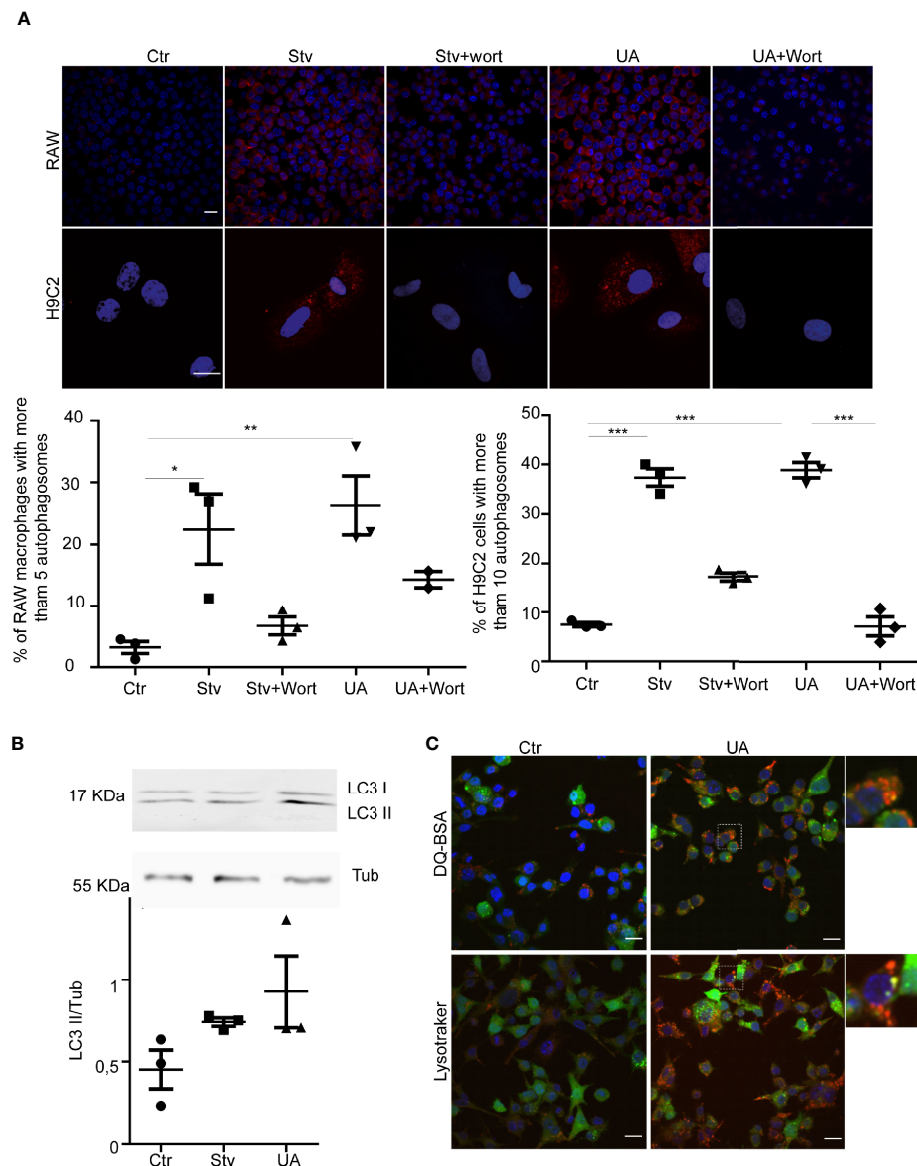 A
Ctr Stv Stv+wort UA UA+Wort
RAW
H9C2
% of RAW macrophages with more
tham 5 autophagosomes
40
30
20
10
0
*
**
Ctr Stv Stv+Wort UA UA+Wort
% of H9C2 cells with more
tham 10 autophagosomes
50
40
30
20
10
0
***
***
***
Ctr Stv Stv+Wort UA UA+Wort
B
17 KDa
LC3 I
LC3 II
55 KDa
Tub
LC3 II/Tub
1
0,5
0
Ctr Stv UA
C
Ctr UA
DQ-BSA
Lysotraker